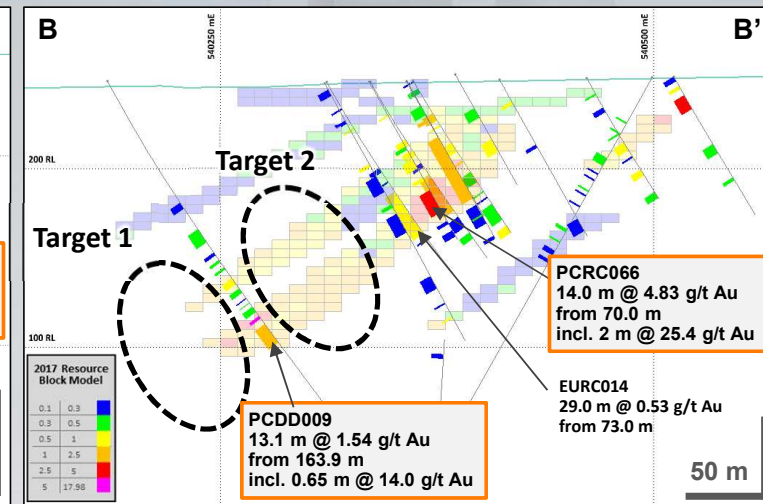 B
B'
540250 mE
540500 mE
Target 2
200 RL
Target 1
PCRC066
14.0 m @ 4.83 g/t Au
from 70.0 m
incl. 2 m @ 25.4 g/t Au
100 RL
2017 Resource
Block Model
0.1 0.3
0.3 0.5
0.5 1
1 2.5
2.5 5
5 17.98
EURC014
29.0 m @ 0.53 g/t Au
from 73.0 m
PCDD009
13.1 m @ 1.54 g/t Au
from 163.9 m
incl. 0.65 m @ 14.0 g/t Au
50 m